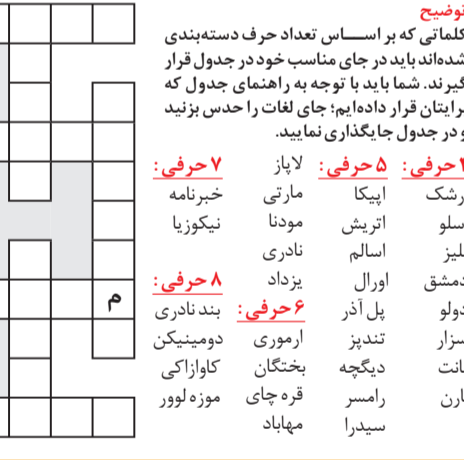 توضیح
کلماتی که بر اساس تعداد حرف دسته‌بندی
شده‌اند باید در جای مناسب خود در جدول قرار
گیرند. شما باید با توجه به راهنمای جدول که
برایتان قرار داده‌ایم؛ جای لغات را حدس بزنید
و در جدول جایگذاری نمایید.
حرفی:
دمشق
۵ حرفی:
اپیکا
اتریش
اسالم
اورال
پل آذر
تندپز
دیگچه
رامسر
سیدرا
لاپاز
مارتی
مودنا
نادری
یزداد
۶ حرفی:
ارموری
بختگان
قره چای
مهاباد
۷ حرفی:
خبرنامه
نیکوزیا
۸ حرفی:
بند نادری
دومینیکن
کاوازاکی
موزه لوور
م